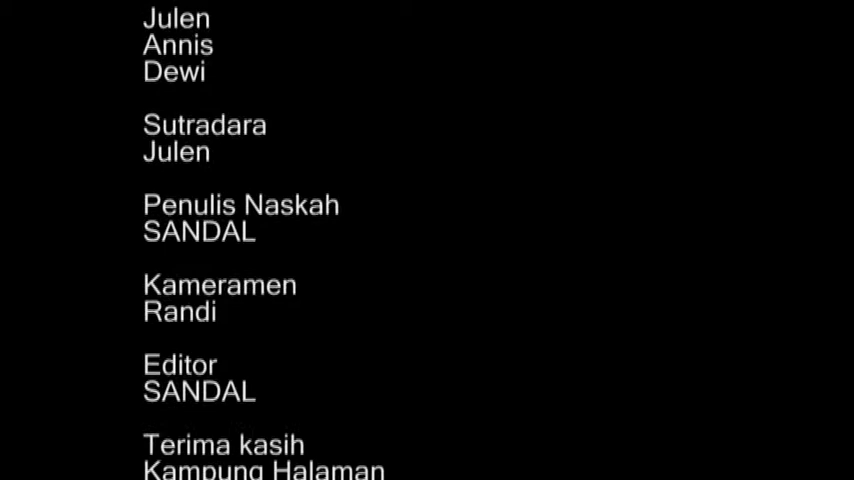 Julen
Annis
Dewi
Sutradara
Julen
Penulis Naskah
SANDAL
Kameramen
Randi
Editor
SANDAL
Terima kasih
Kampung Halaman